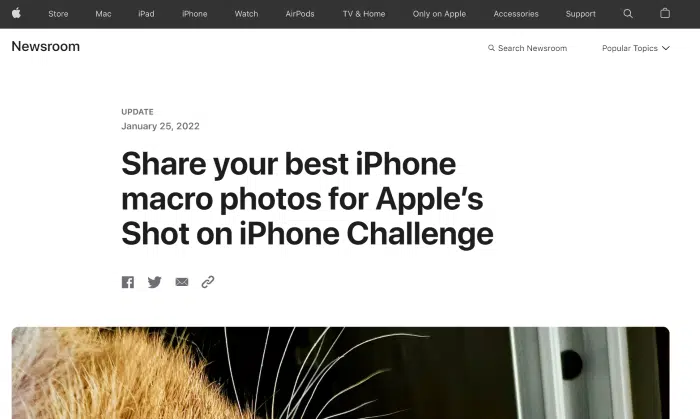 Store Mac iPad iPhone Watch AirPods TV & Home Only on Apple Accessories Support
Newsroom
Search Newsroom Popular Topics
UPDATE
January 25, 2022
Share your best iPhone
macro photos for Apple’s
Shot on iPhone Challenge